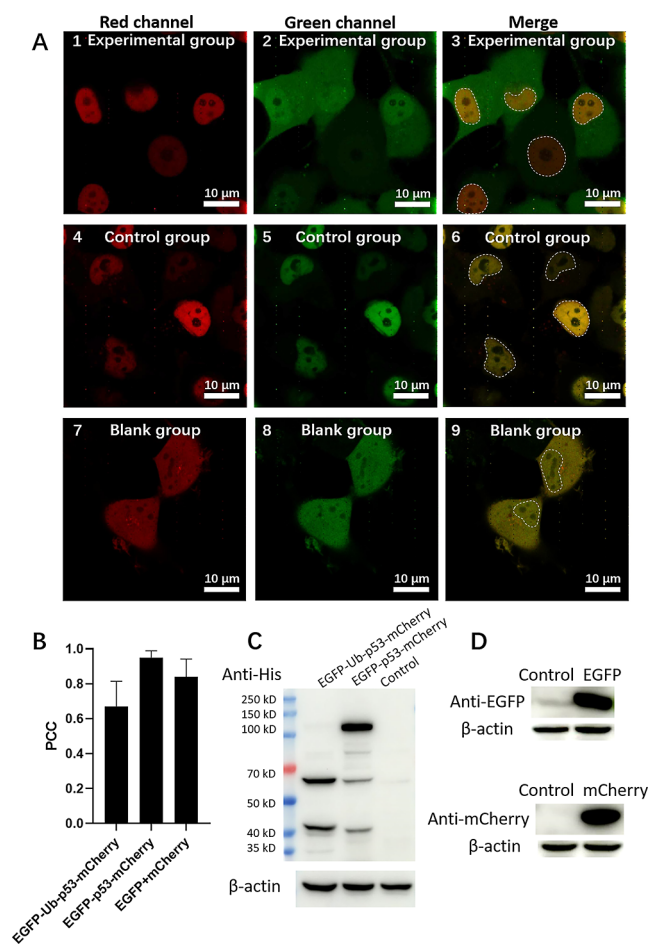 Red channel Green channel Merge
A
1 Experimental group 2 Experimental group 3 Experimental group
10 μm 10 μm 10 μm
4 Control group 5 Control group 6 Control group
10 μm 10 μm 10 μm
7 Blank group 8 Blank group 9 Blank group
10 μm 10 μm 10 μm
B
PCC
1.0
0.8
0.6
0.4
0.2
0.0
EGFP-Ub-p53-mCherry
EGFP-p53-mCherry
EGFP+mCherry
C
EGFP-Ub-p53-mCherry
EGFP-p53-mCherry
Control
Anti-His
250 kD
150 kD
100 kD
70 kD
50 kD
40 kD
35 kD
β-actin
D
Control EGFP
Anti-EGFP
β-actin
Control mCherry
Anti-mCherry
β-actin